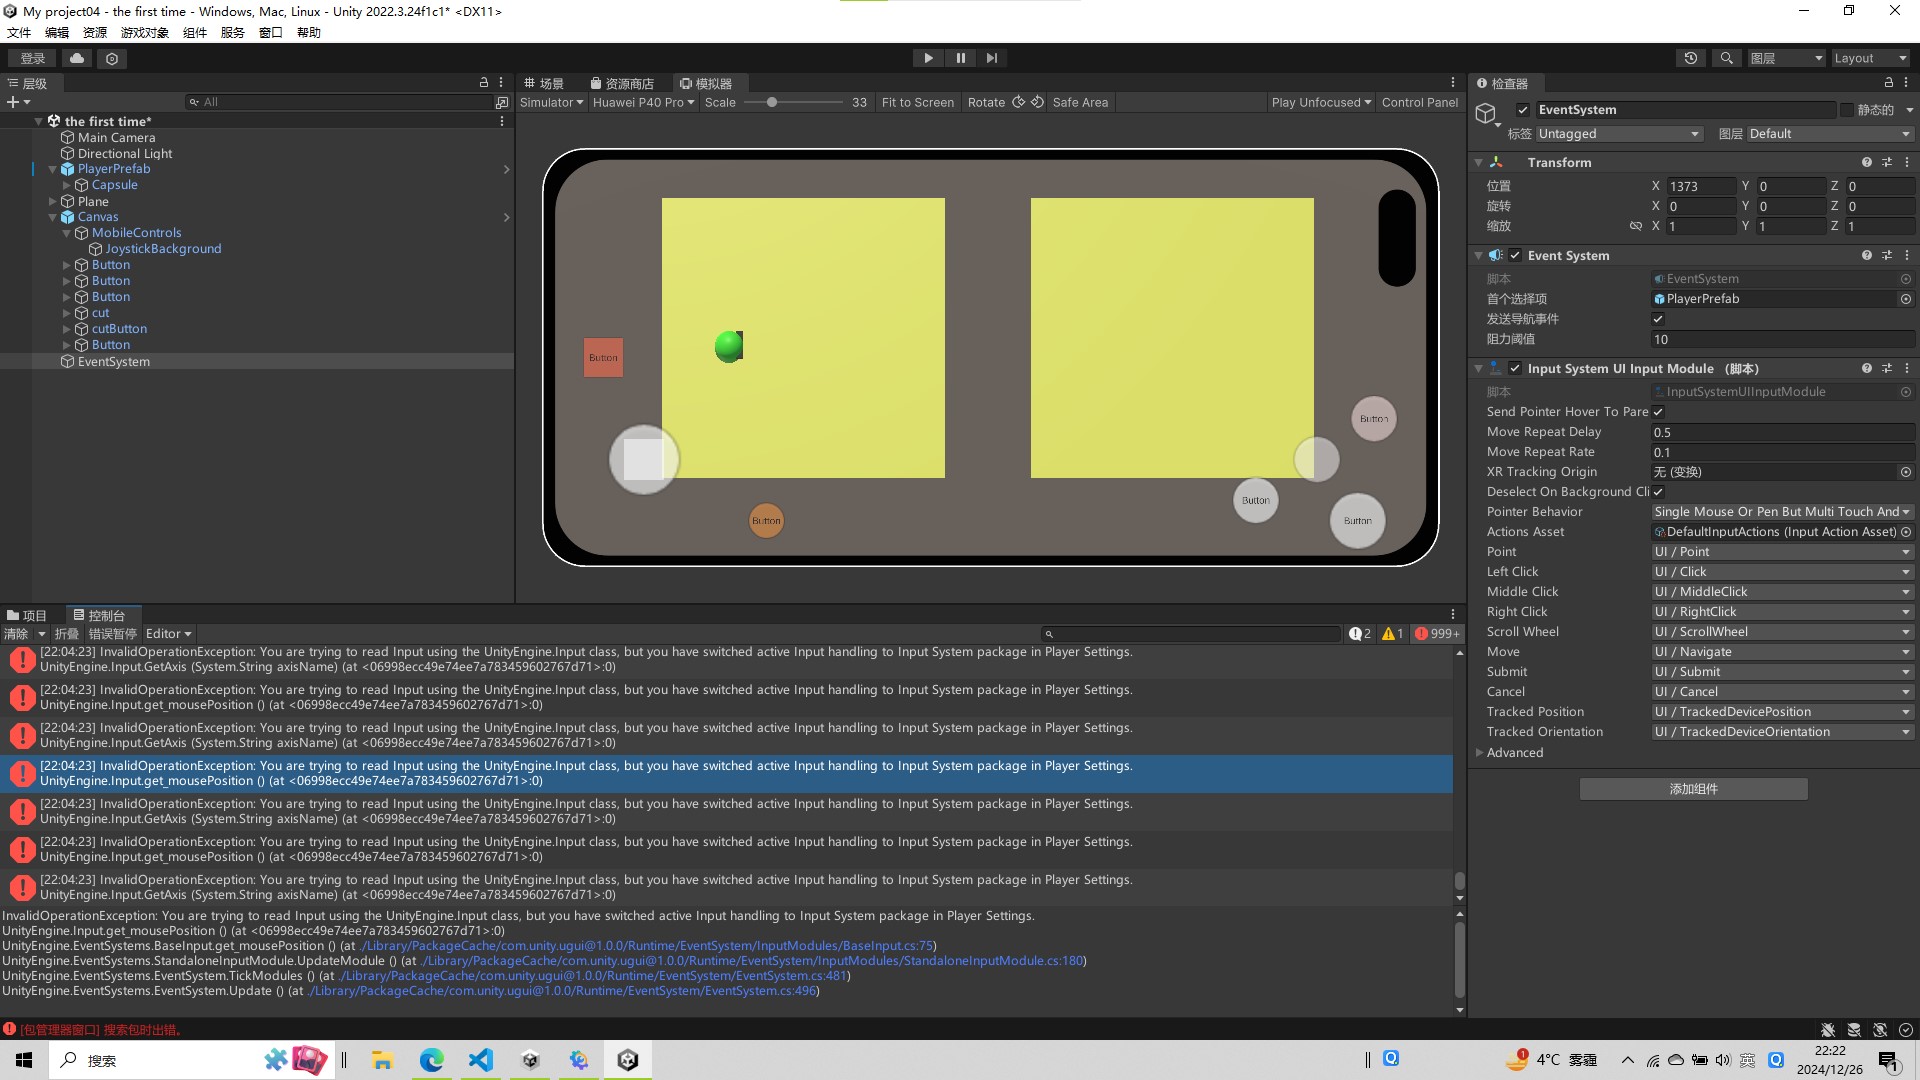 My project04 - the first time - Windows, Mac, Linux - Unity 2022.3.24f1c1* <DX11>
文件 编辑 资源 游戏对象 组件 服务 窗口 帮助
登录
图层 Layout
层级
All
the first time*
Main Camera
Directional Light
PlayerPrefab
Capsule
Plane
Canvas
MobileControls
JoystickBackground
Button
Button
Button
cut
cutButton
Button
EventSystem
场景 资源商店 模拟器
Simulator Huawei P40 Pro Scale 33 Fit to Screen Rotate Safe Area Play Unfocused Control Panel
Button
Button
Button
Button
Button
检查器
EventSystem 静态的
标签 Untagged 图层 Default
Transform
位置 X 1373 Y 0 Z 0
旋转 X 0 Y 0 Z 0
缩放 X 1 Y 1 Z 1
Event System
脚本 EventSystem
首个选择项 PlayerPrefab
发送导航事件
阻力阈值 10
Input System UI Input Module （脚本）
脚本 InputSystemUIInputModule
Send Pointer Hover To Pare
Move Repeat Delay 0.5
Move Repeat Rate 0.1
XR Tracking Origin 无 (变换)
Deselect On Background Cli
Pointer Behavior Single Mouse Or Pen But Multi Touch And
Actions Asset DefaultInputActions (Input Action Asset)
Point UI / Point
Left Click UI / Click
Middle Click UI / MiddleClick
Right Click UI / RightClick
Scroll Wheel UI / ScrollWheel
Move UI / Navigate
Submit UI / Submit
Cancel UI / Cancel
Tracked Position UI / TrackedDevicePosition
Tracked Orientation UI / TrackedDeviceOrientation
Advanced
添加组件
项目 控制台
清除 折叠 错误暂停 Editor 2 1 999+
[22:04:23] InvalidOperationException: You are trying to read Input using the UnityEngine.Input class, but you have switched active Input handling to Input System package in Player Settings.
UnityEngine.Input.GetAxis (System.String axisName) (at <06998ecc49e74ee7a783459602767d71>:0)
[22:04:23] InvalidOperationException: You are trying to read Input using the UnityEngine.Input class, but you have switched active Input handling to Input System package in Player Settings.
UnityEngine.Input.get_mousePosition () (at <06998ecc49e74ee7a783459602767d71>:0)
[22:04:23] InvalidOperationException: You are trying to read Input using the UnityEngine.Input class, but you have switched active Input handling to Input System package in Player Settings.
UnityEngine.Input.GetAxis (System.String axisName) (at <06998ecc49e74ee7a783459602767d71>:0)
[22:04:23] InvalidOperationException: You are trying to read Input using the UnityEngine.Input class, but you have switched active Input handling to Input System package in Player Settings.
UnityEngine.Input.get_mousePosition () (at <06998ecc49e74ee7a783459602767d71>:0)
[22:04:23] InvalidOperationException: You are trying to read Input using the UnityEngine.Input class, but you have switched active Input handling to Input System package in Player Settings.
UnityEngine.Input.GetAxis (System.String axisName) (at <06998ecc49e74ee7a783459602767d71>:0)
[22:04:23] InvalidOperationException: You are trying to read Input using the UnityEngine.Input class, but you have switched active Input handling to Input System package in Player Settings.
UnityEngine.Input.get_mousePosition () (at <06998ecc49e74ee7a783459602767d71>:0)
[22:04:23] InvalidOperationException: You are trying to read Input using the UnityEngine.Input class, but you have switched active Input handling to Input System package in Player Settings.
UnityEngine.Input.GetAxis (System.String axisName) (at <06998ecc49e74ee7a783459602767d71>:0)
InvalidOperationException: You are trying to read Input using the UnityEngine.Input class, but you have switched active Input handling to Input System package in Player Settings.
UnityEngine.Input.get_mousePosition () (at <06998ecc49e74ee7a783459602767d71>:0)
UnityEngine.EventSystems.BaseInput.get_mousePosition () (at ./Library/PackageCache/com.unity.ugui@1.0.0/Runtime/EventSystem/InputModules/BaseInput.cs:75)
UnityEngine.EventSystems.StandaloneInputModule.UpdateModule () (at ./Library/PackageCache/com.unity.ugui@1.0.0/Runtime/EventSystem/InputModules/StandaloneInputModule.cs:180)
UnityEngine.EventSystems.EventSystem.TickModules () (at ./Library/PackageCache/com.unity.ugui@1.0.0/Runtime/EventSystem/EventSystem.cs:481)
UnityEngine.EventSystems.EventSystem.Update () (at ./Library/PackageCache/com.unity.ugui@1.0.0/Runtime/EventSystem/EventSystem.cs:496)
[包管理器窗口] 搜索包时出错。
搜索
1 4°C 雾霾 英 22:22
2024/12/26 1